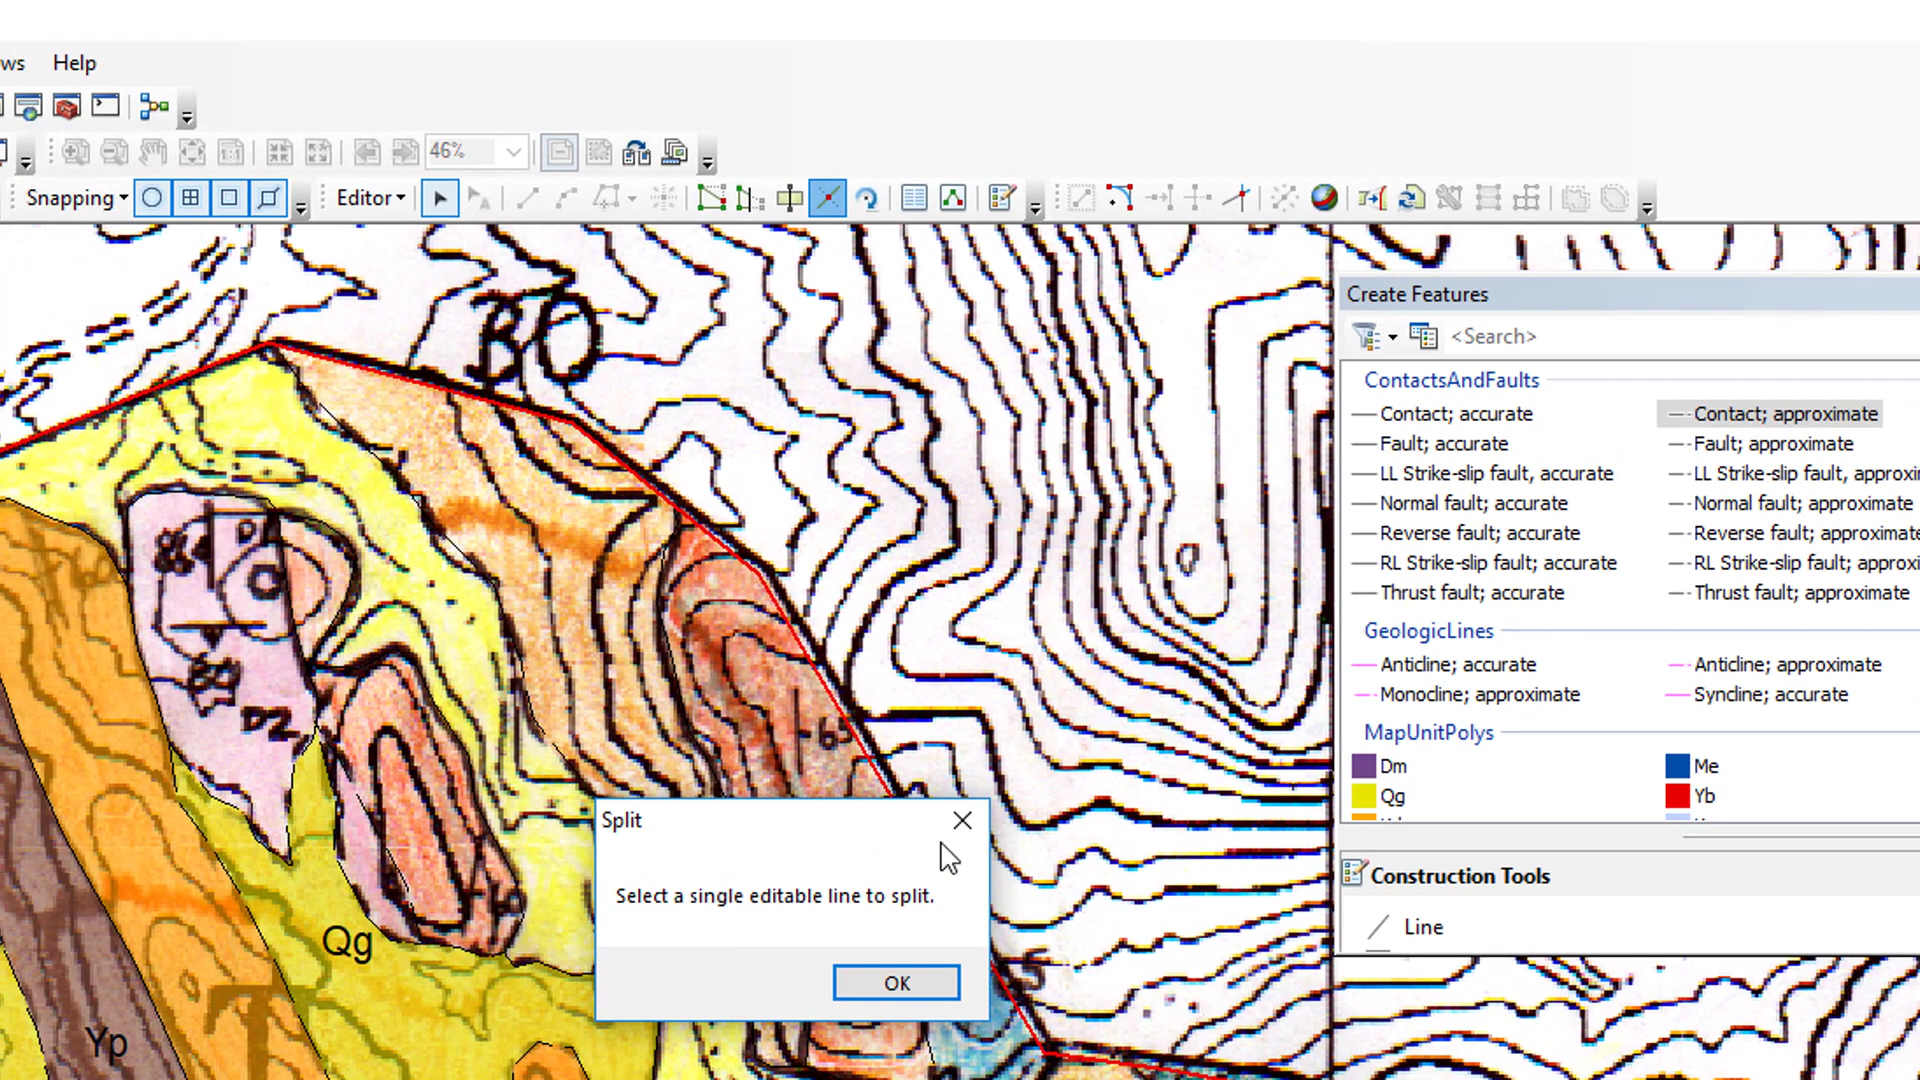 ws Help
46%
Snapping Editor
30
Create Features
<Search>
ContactsAndFaults
Contact; accurate Contact; approximate
Fault; accurate Fault; approximate
LL Strike-slip fault, accurate LL Strike-slip fault, approxi
Normal fault; accurate Normal fault; approximate
Reverse fault; accurate Reverse fault; approximate
RL Strike-slip fault; accurate RL Strike-slip fault; approxi
Thrust fault; accurate Thrust fault; approximate
GeologicLines
Anticline; accurate Anticline; approximate
Monocline; approximate Syncline; accurate
MapUnitPolys
Dm Me
Qg Yb
Construction Tools
Line
Split
Select a single editable line to split.
OK
65
Qg
Yp